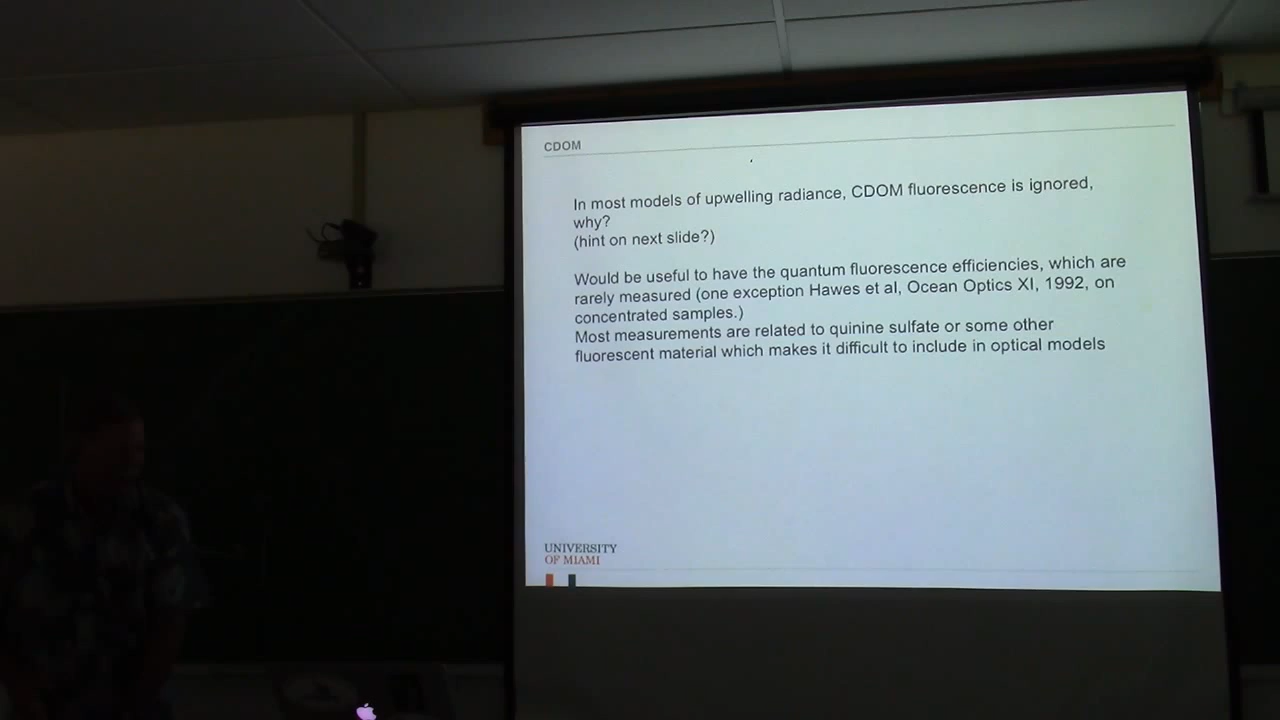 CDOM
In most models of upwelling radiance, CDOM fluorescence is ignored,
why?
(hint on next slide?)
Would be useful to have the quantum fluorescence efficiencies, which are
rarely measured (one exception Hawes et al, Ocean Optics XI, 1992, on
concentrated samples.)
Most measurements are related to quinine sulfate or some other
fluorescent material which makes it difficult to include in optical models
UNIVERSITY
OF MIAMI